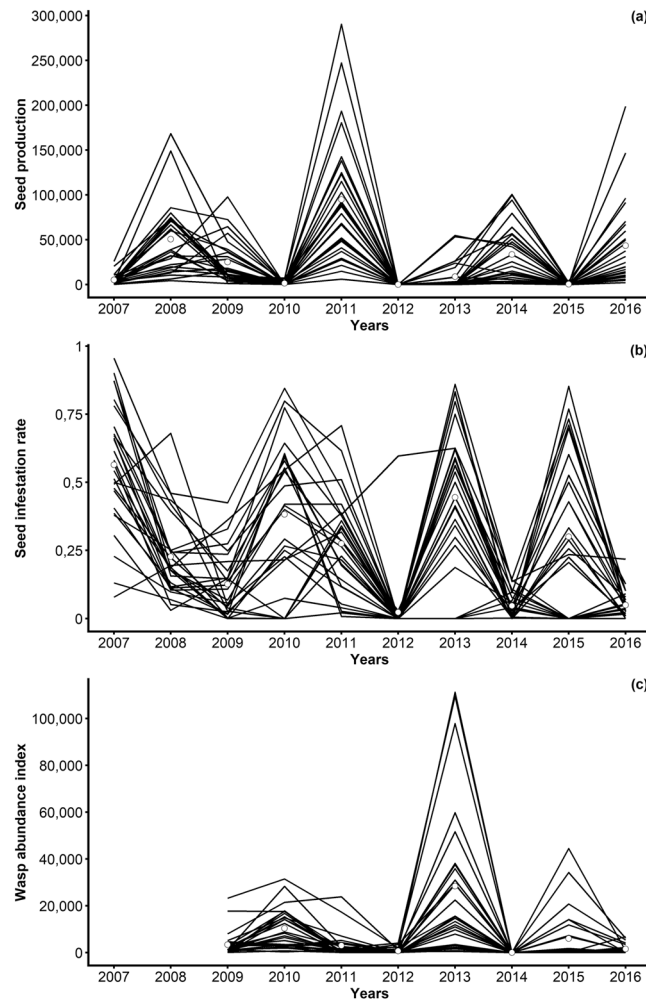 (a)
300,000
250,000
200,000
150,000
100,000
50,000
0
Seed production
2007 2008 2009 2010 2011 2012 2013 2014 2015 2016
Years
(b)
1
0,75
0,5
0,25
0
Seed infestation rate
2007 2008 2009 2010 2011 2012 2013 2014 2015 2016
Years
(c)
100,000
80,000
60,000
40,000
20,000
0
Wasp abundance index
2007 2008 2009 2010 2011 2012 2013 2014 2015 2016
Years